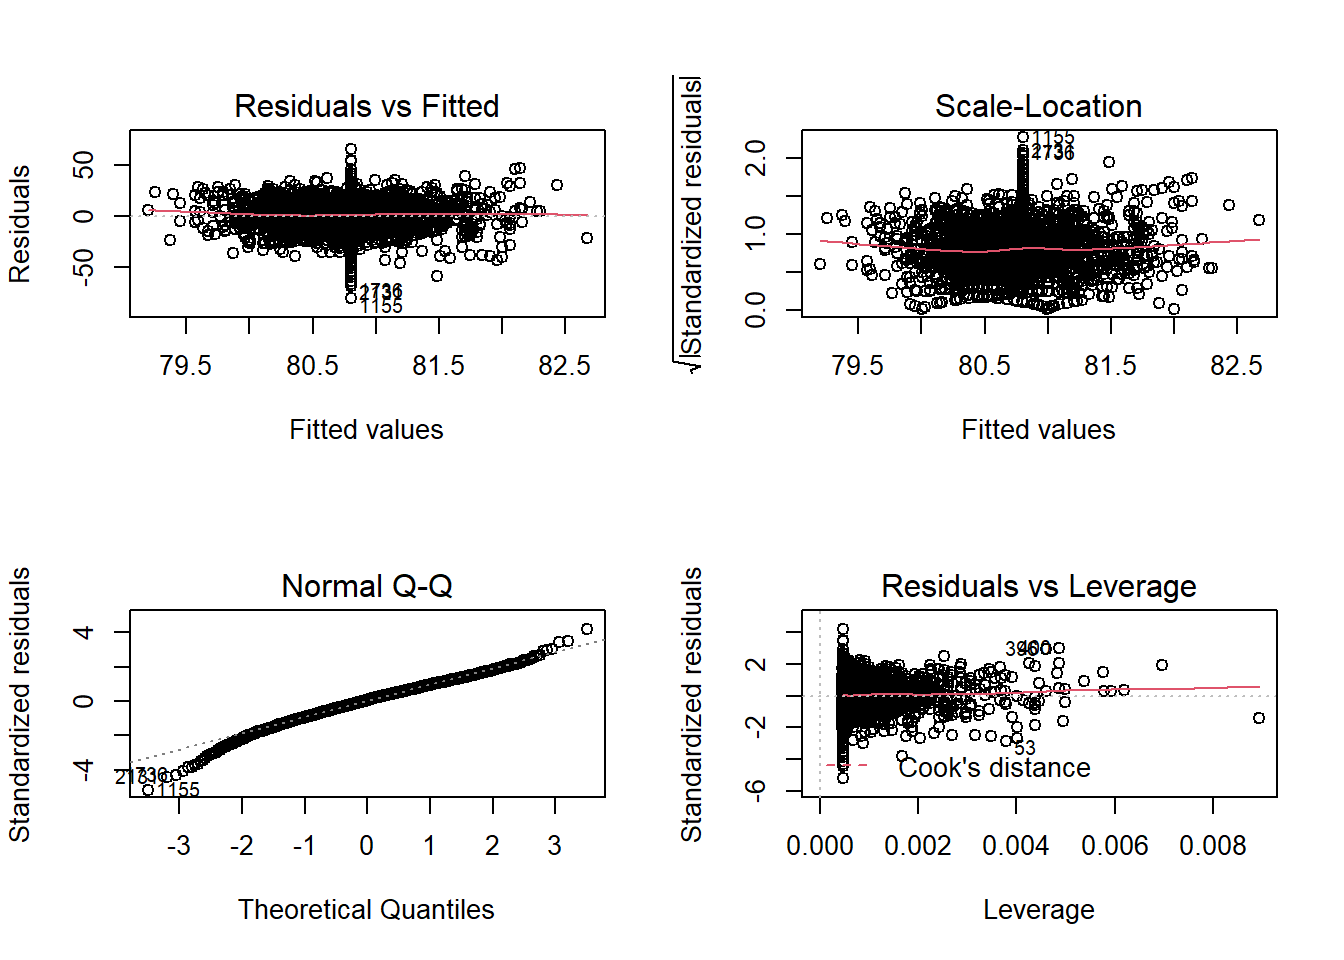 Residuals vs Fitted
Residuals
50
0
-50
1736
1155
79.5 80.5 81.5 82.5
Fitted values
Scale-Location
√|Standardized residuals|
2.0
1.0
0.0
1155
79.5 80.5 81.5 82.5
Fitted values
Normal Q-Q
Standardized residuals
4
0
-4
1155
-3 -2 -1 0 1 2 3
Theoretical Quantiles
Residuals vs Leverage
Standardized residuals
2
-2
-6
53
Cook's distance
0.000 0.002 0.004 0.006 0.008
Leverage